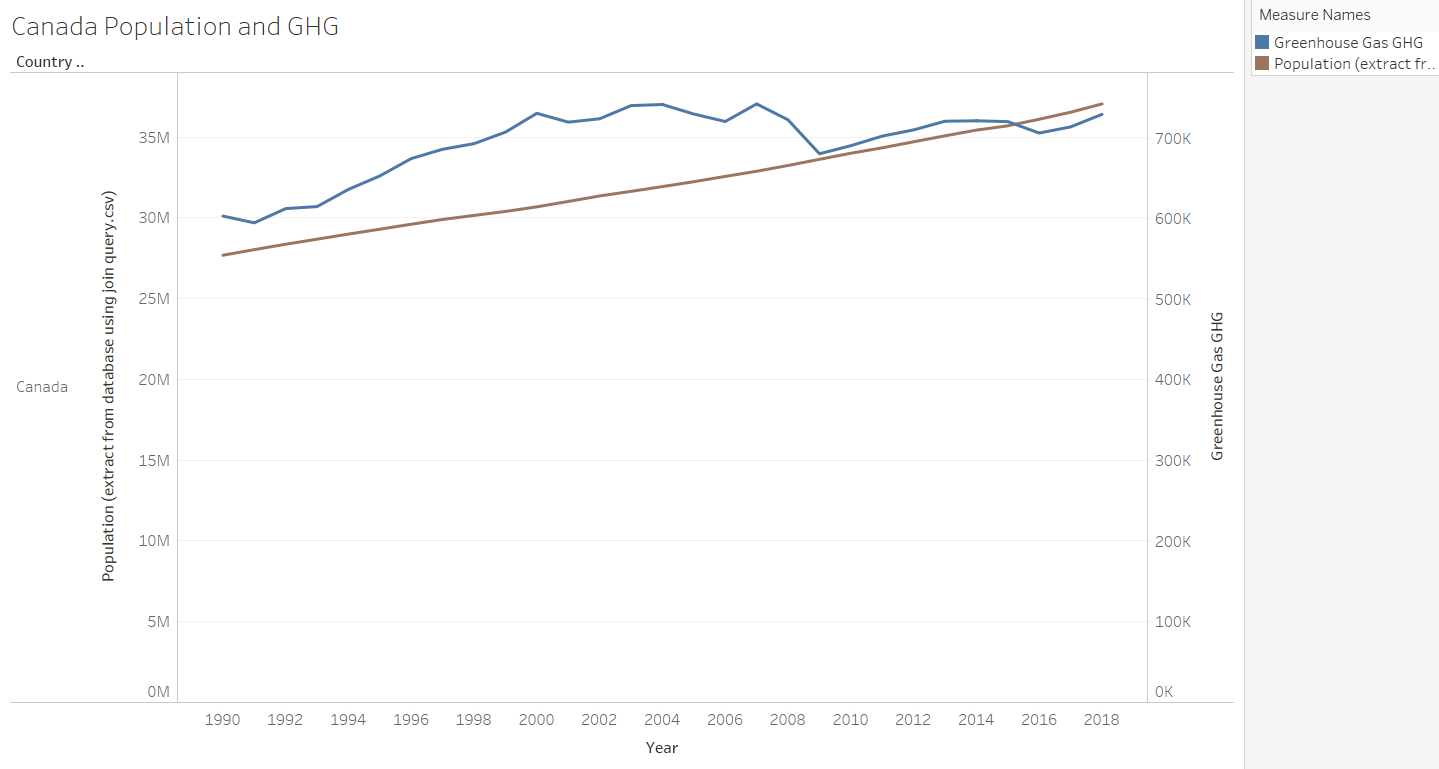 Canada Population and GHG
Measure Names
Greenhouse Gas GHG
Population (extract fr..
Country ..
Canada
Population (extract from database using join query.csv)
35M
30M
25M
20M
15M
10M
5M
0M
700K
600K
500K
400K
300K
200K
100K
0K
Greenhouse Gas GHG
1990 1992 1994 1996 1998 2000 2002 2004 2006 2008 2010 2012 2014 2016 2018
Year